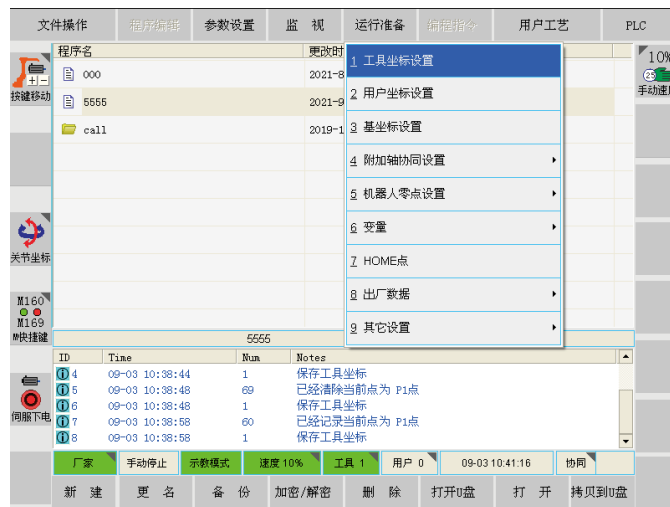 文件操作 程序编辑 参数设置 监 视 运行准备 编程指令 用户工艺 PLC
程序名 更改时
000 2021-8
5555 2021-9
call 2019-1
1 工具坐标设置
2 用户坐标设置
3 基坐标设置
4 附加轴协同设置
5 机器人零点设置
6 变量
7 HOME点
8 出厂数据
9 其它设置
按键移动
关节坐标
M160
M169
M快捷键
伺服下电
10%
25
手动速
5555
ID Time Num Notes
4 09-03 10:38:44 1 保存工具坐标
5 09-03 10:38:48 69 已经清除当前点为 P1点
6 09-03 10:38:48 1 保存工具坐标
7 09-03 10:38:58 60 已经记录当前点为 P1点
8 09-03 10:38:58 1 保存工具坐标
厂家 手动停止 示教模式 速度 10% 工具 1 用户 0 09-03 10:41:16 协同
新 建 更 名 备 份 加密/解密 删 除 打开U盘 打 开 拷贝到U盘